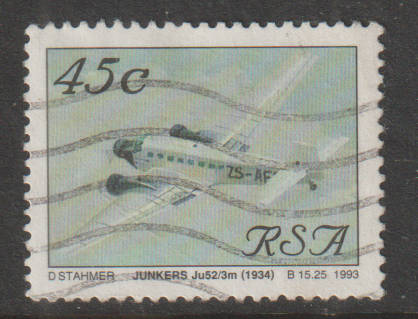 45c
ZS-AF
RSA
D STAHMER JUNKERS Ju52/3m (1934) B 15.25 1993